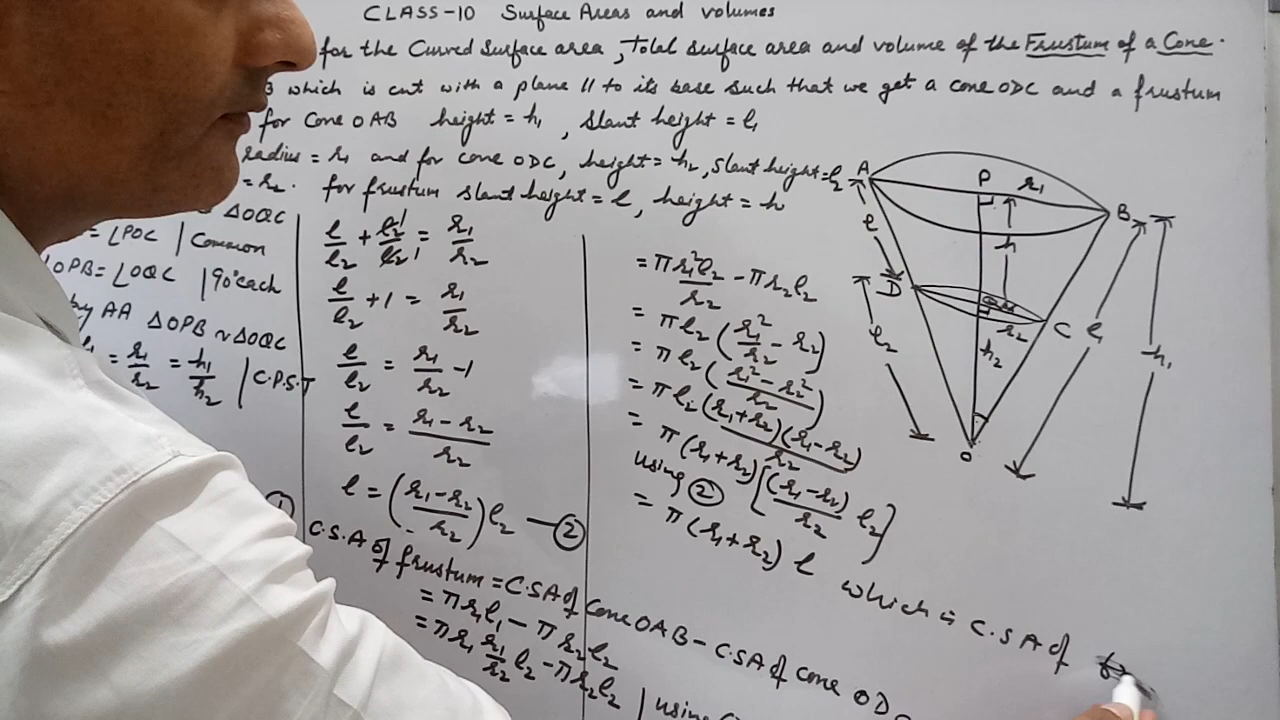 CLASS-10 Surface Areas and volumes
for the Curved Surface area, Total surface area and volume of the Frustum of a Cone.
which is cut with a plane || to its base such that we get a cone ODC and a frustum
for Cone OAB height = h₁, slant height = l₁
radius = r₁ and for cone ODC, height = h₂, slant height = l₂
= r₂. for frustum slant height = l, height = h
ΔOQC
= ∠POC | Common
∠OPB = ∠OQC | 90° each
by AA ΔOPB ~ ΔOQC
= r₁/r₂ = h₁/h₂ | C.P.S.T
①
l/l₂ + l₂/l₂ = r₁/r₂
l/l₂ + 1 = r₁/r₂
l/l₂ = r₁/r₂ - 1
l/l₂ = (r₁ - r₂)/r₂
l = ((r₁ - r₂)/r₂) l₂ — ②
C.S.A of frustum = C.S.A of Cone OAB - C.S.A of cone OD
= πr₁l₁ - πr₂l₂
= πr₁ r₁/r₂ l₂ - πr₂l₂ | using
= πr₁²l₂/r₂ - πr₂l₂
= πl₂ (r₁²/r₂ - r₂)
= πl₂ ((r₁² - r₂²)/r₂)
= πl₂ (r₁ + r₂)(r₁ - r₂)/r₂
= π(r₁ + r₂) [(r₁ - r₂)/r₂ l₂]
using ②
= π(r₁ + r₂) l which is C.S.A of
A
P
r₁
B
l
h
D
r₂
C
l₂
h₂
l₁
h₁
O